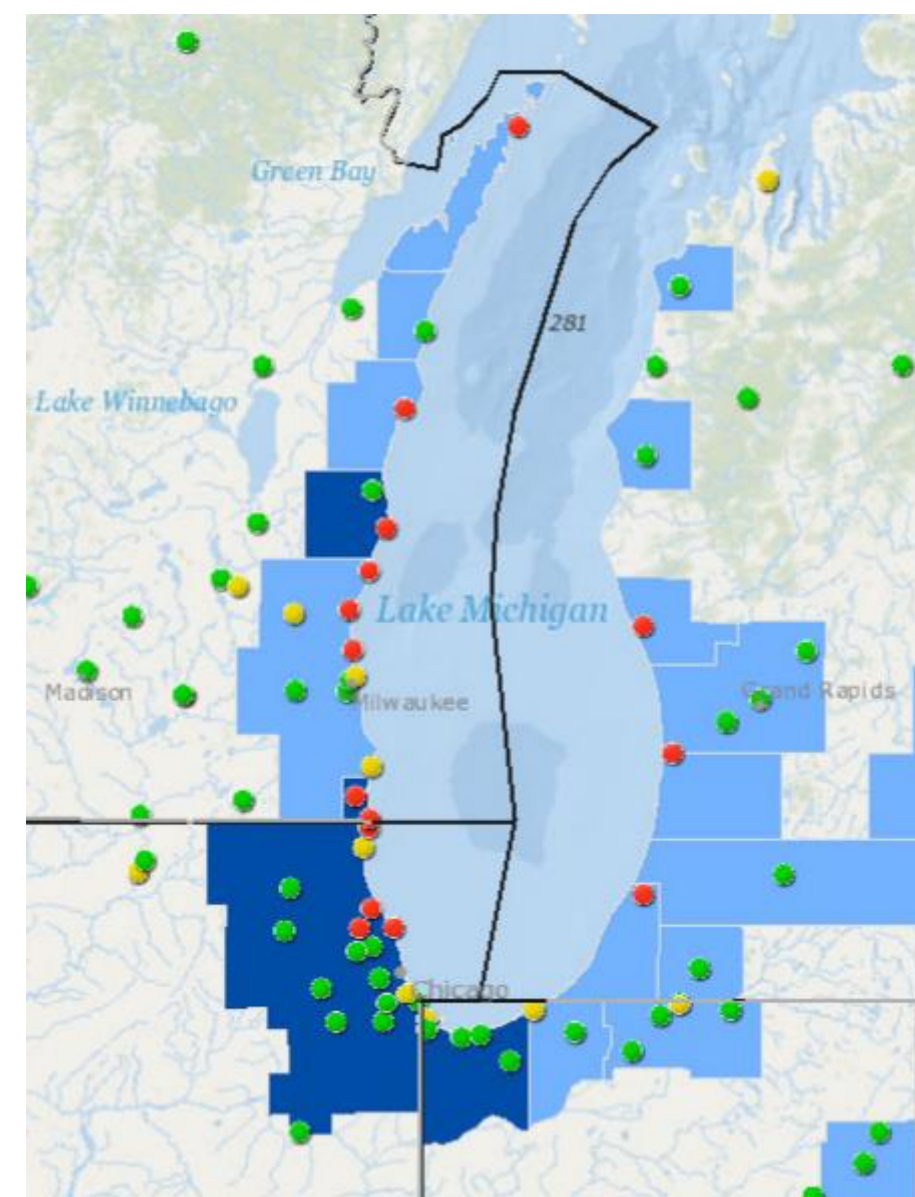 Green Bay
281
Lake Winnebago
Lake Michigan
Madison
Milwaukee
Grand Rapids
Chicago